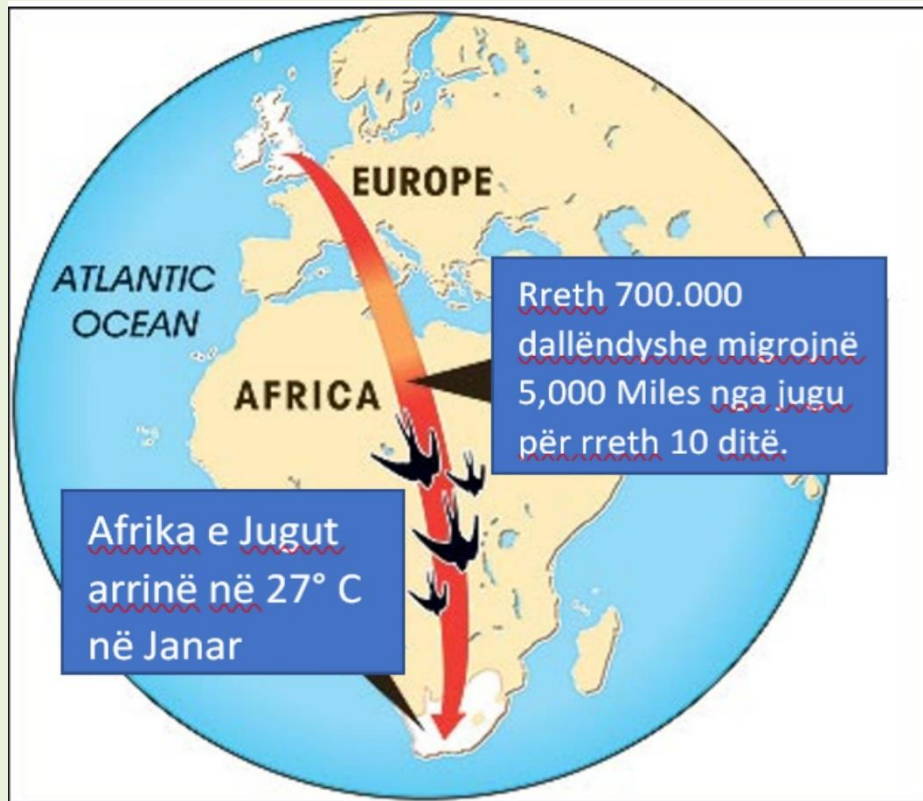 EUROPE
ATLANTIC
OCEAN
AFRICA
Rreth 700.000
dallëndyshe migrojnë
5,000 Miles nga jugu
për rreth 10 ditë.
Afrika e Jugut
arrinë në 27° C
në Janar